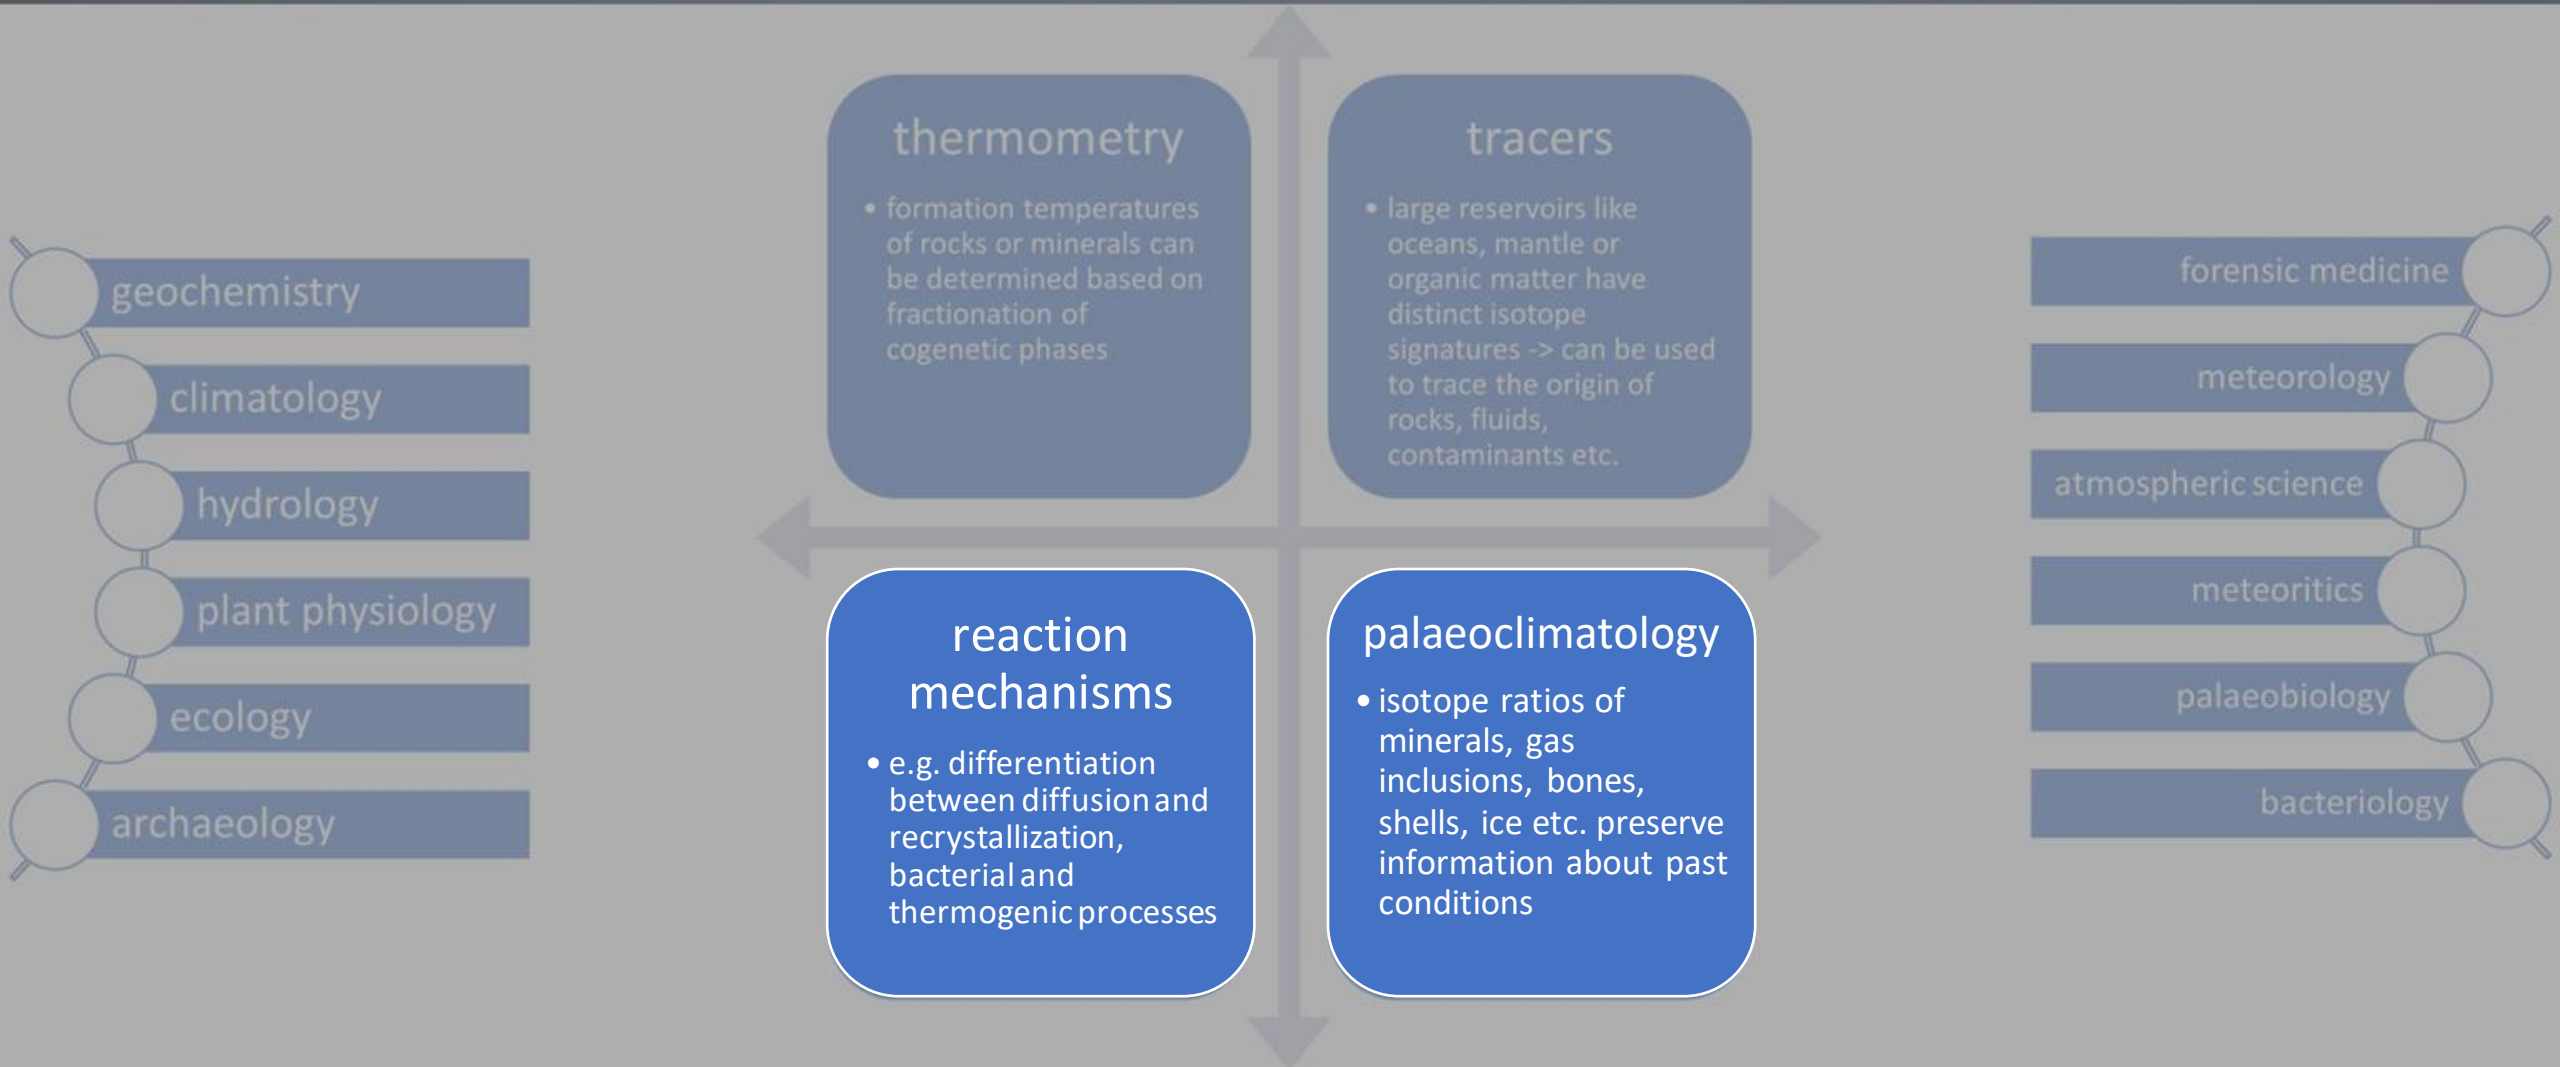 geochemistry
climatology
hydrology
plant physiology
ecology
archaeology
thermometry
• formation temperatures
of rocks or minerals can
be determined based on
fractionation of
cogenetic phases
tracers
• large reservoirs like
oceans, mantle or
organic matter have
distinct isotope
signatures -> can be used
to trace the origin of
rocks, fluids,
contaminants etc.
reaction
mechanisms
• e.g. differentiation
between diffusion and
recrystallization,
bacterial and
thermogenic processes
palaeoclimatology
• isotope ratios of
minerals, gas
inclusions, bones,
shells, ice etc. preserve
information about past
conditions
forensic medicine
meteorology
atmospheric science
meteoritics
palaeobiology
bacteriology